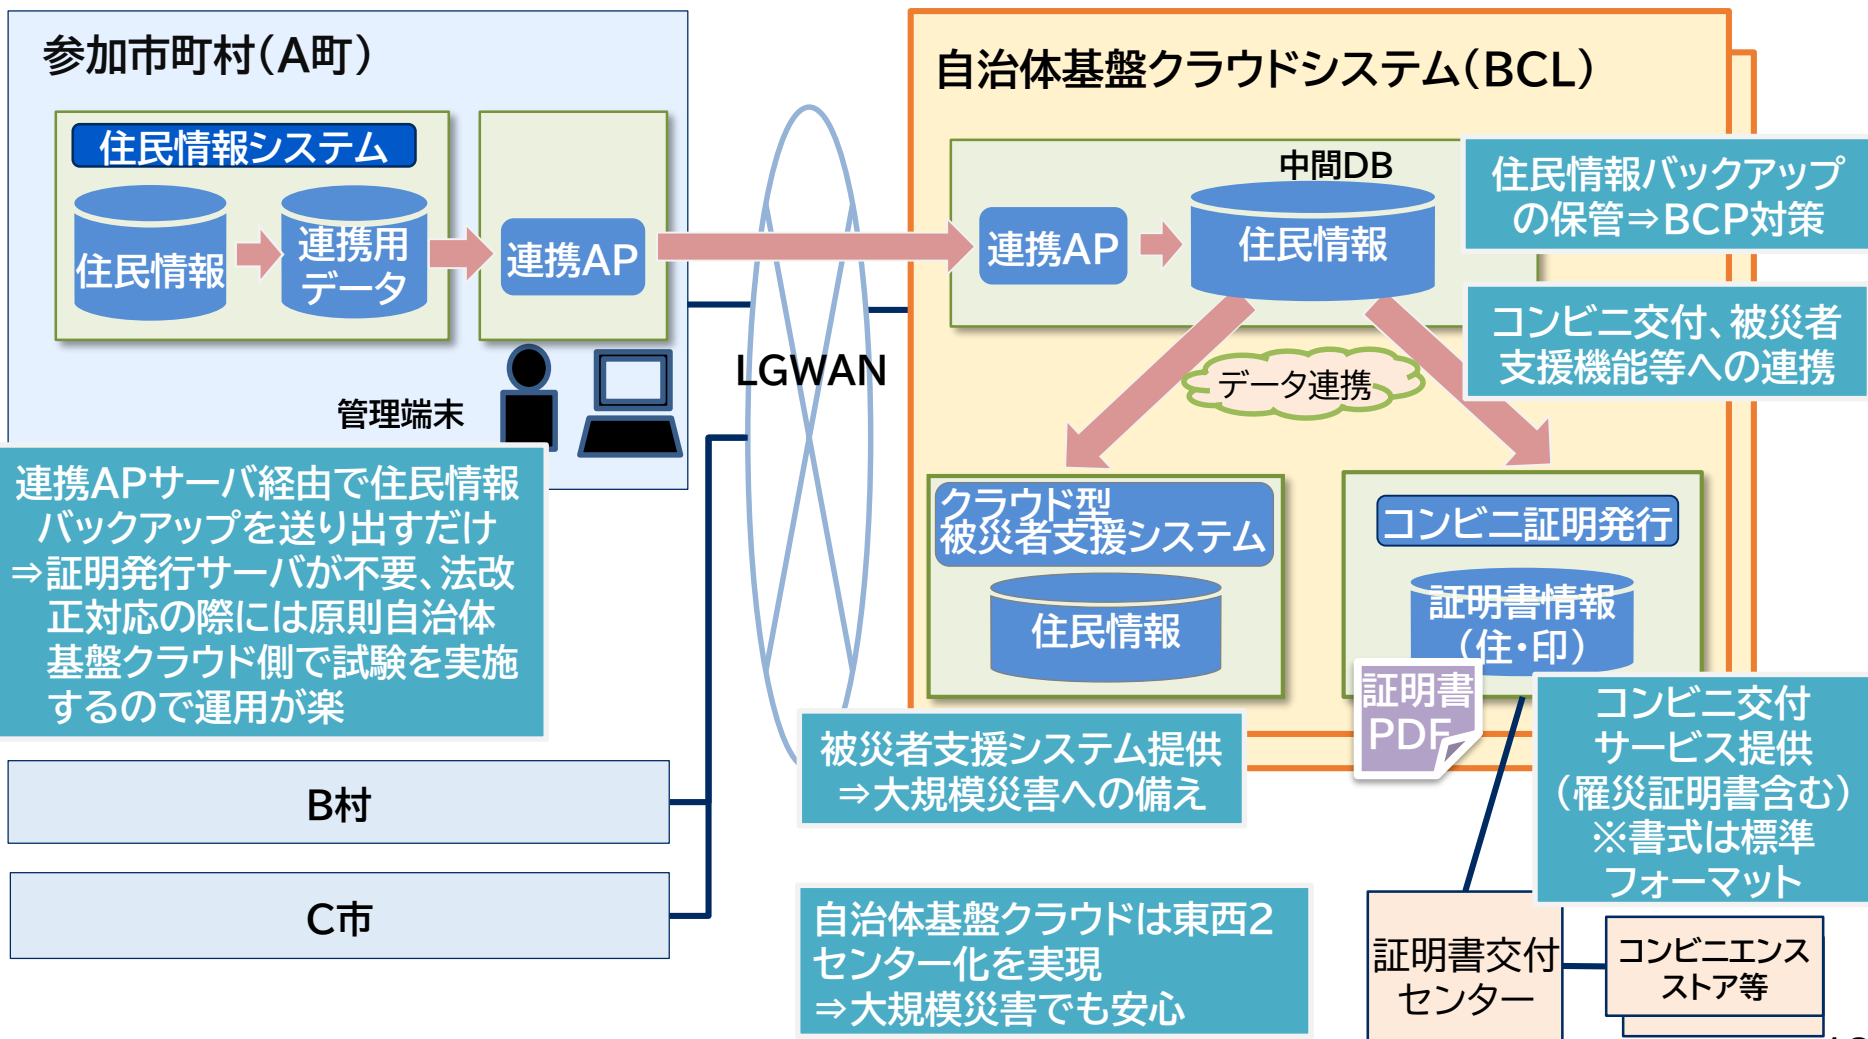 参加市町村（A町）
住民情報システム
住民情報
連携用
データ
連携AP
管理端末
連携APサーバ経由で住民情報
バックアップを送り出すだけ
⇒証明発行サーバが不要、法改
正対応の際には原則自治体
基盤クラウド側で試験を実施
するので運用が楽
B村
C市
LGWAN
自治体基盤クラウドシステム（BCL）
中間DB
連携AP
住民情報
住民情報バックアップ
の保管⇒BCP対策
コンビニ交付、被災者
支援機能等への連携
データ連携
クラウド型
被災者支援システム
住民情報
コンビニ証明発行
証明書情報
（住・印）
証明書
PDF
被災者支援システム提供
⇒大規模災害への備え
コンビニ交付
サービス提供
（罹災証明書含む）
※書式は標準
フォーマット
自治体基盤クラウドは東西2
センター化を実現
⇒大規模災害でも安心
証明書交付
センター
コンビニエンス
ストア等